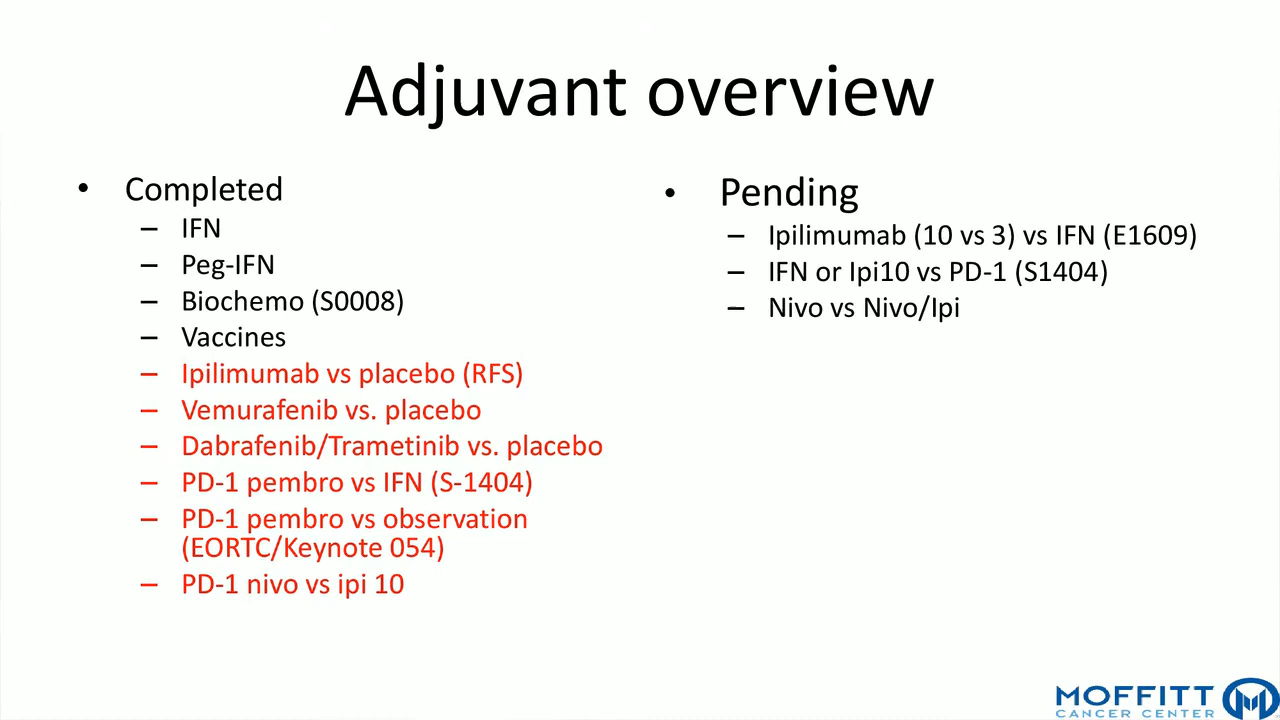 Adjuvant overview
• Completed
– IFN
– Peg-IFN
– Biochemo (S0008)
– Vaccines
– Ipilimumab vs placebo (RFS)
– Vemurafenib vs. placebo
– Dabrafenib/Trametinib vs. placebo
– PD-1 pembro vs IFN (S-1404)
– PD-1 pembro vs observation
(EORTC/Keynote 054)
– PD-1 nivo vs ipi 10
• Pending
– Ipilimumab (10 vs 3) vs IFN (E1609)
– IFN or Ipi10 vs PD-1 (S1404)
– Nivo vs Nivo/Ipi
MOFFITT
CANCER CENTER